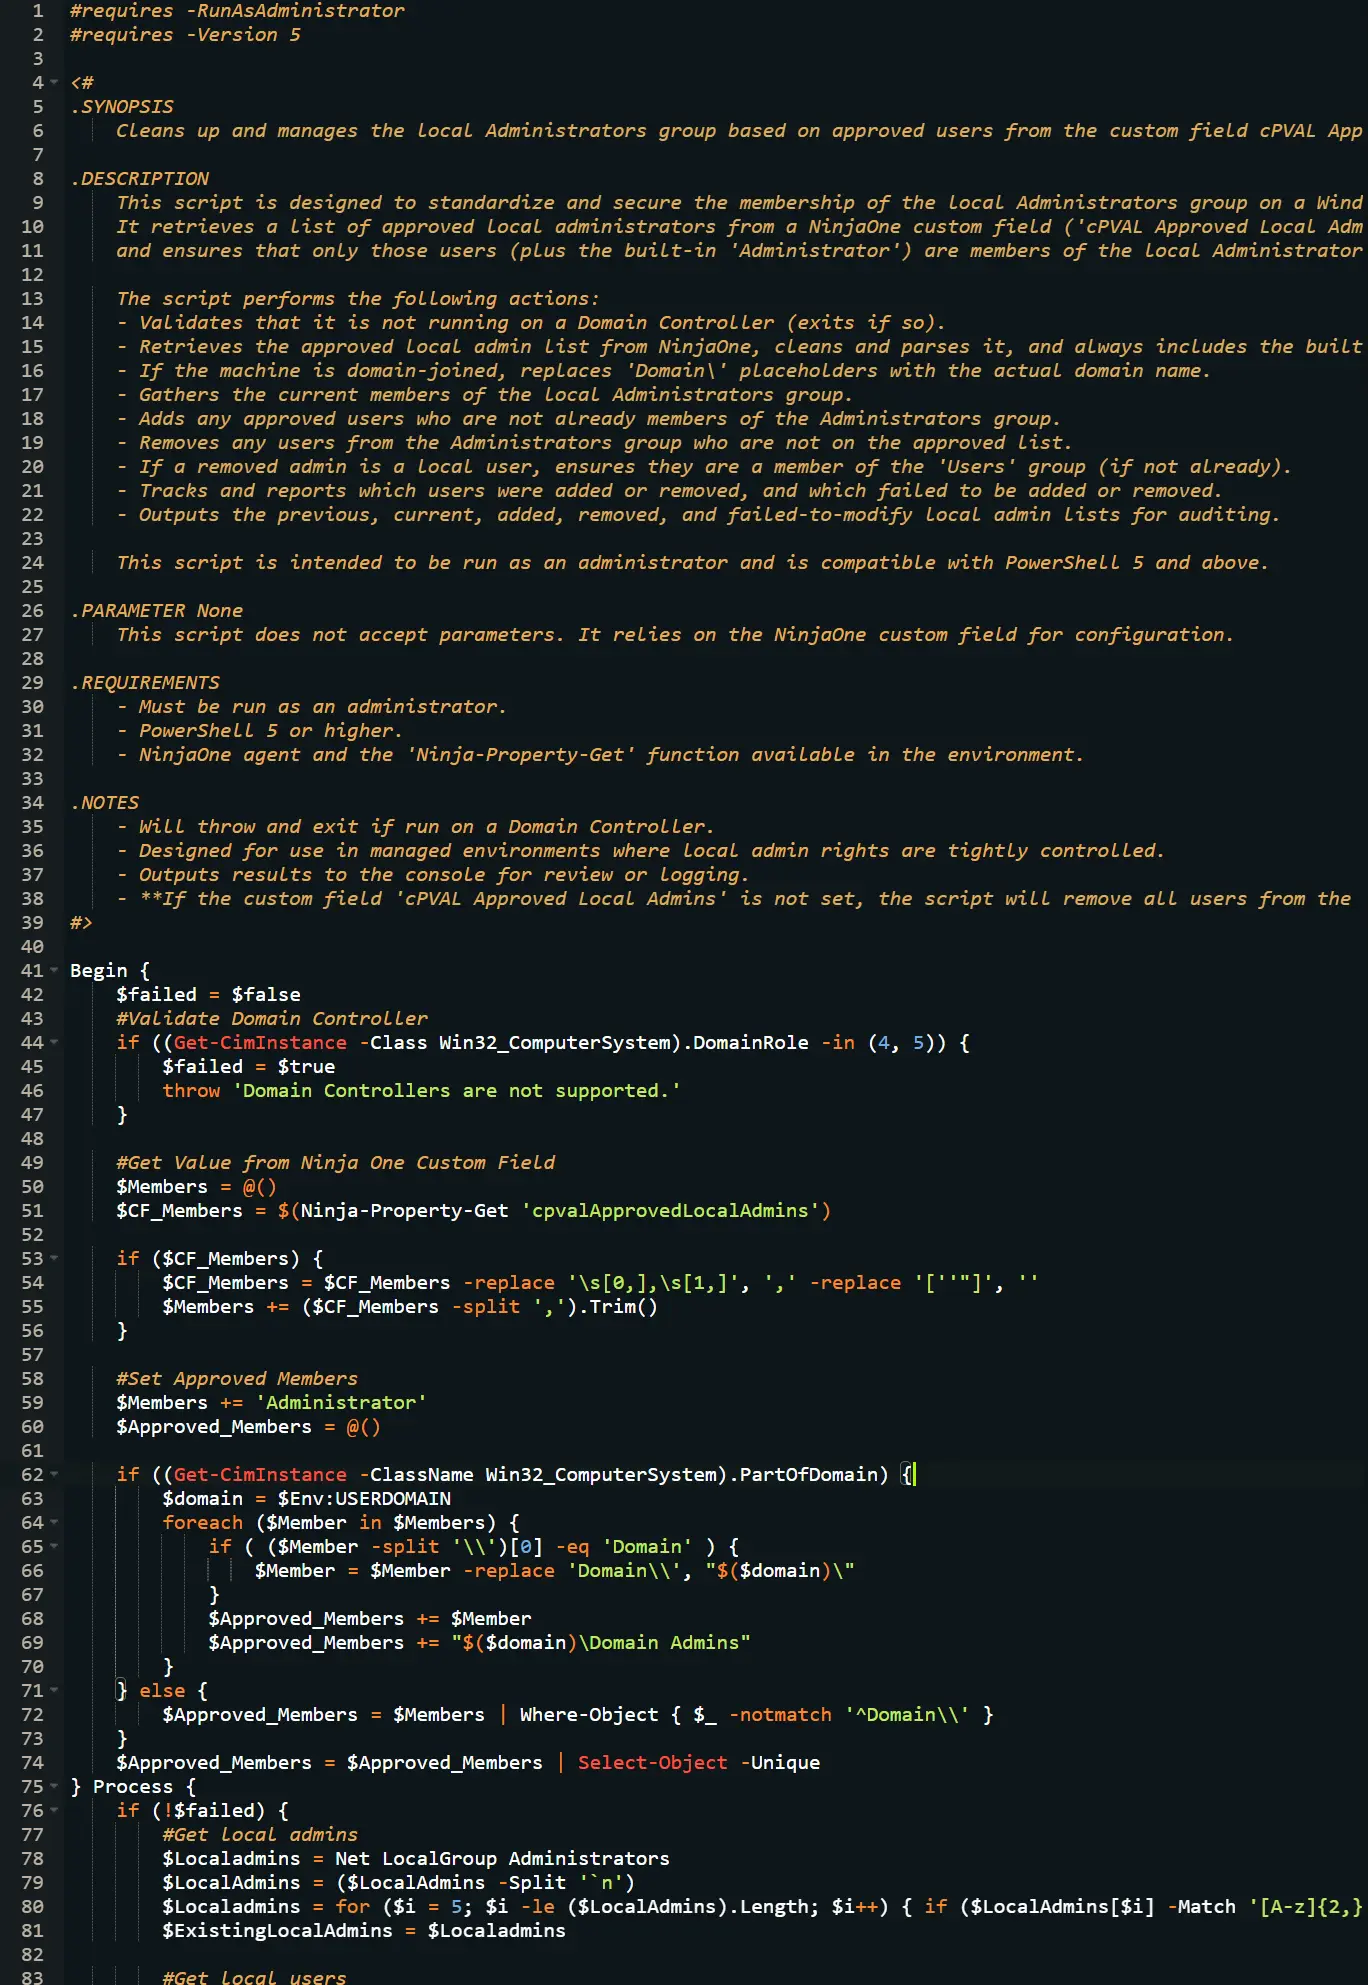 1 #requires -RunAsAdministrator
2 #requires -Version 5
3
4 <#
5 .SYNOPSIS
6 Cleans up and manages the local Administrators group based on approved users from the custom field cPVAL App
7
8 .DESCRIPTION
9 This script is designed to standardize and secure the membership of the local Administrators group on a Wind
10 It retrieves a list of approved local administrators from a NinjaOne custom field ('cPVAL Approved Local Adm
11 and ensures that only those users (plus the built-in 'Administrator') are members of the local Administrator
12
13 The script performs the following actions:
14 - Validates that it is not running on a Domain Controller (exits if so).
15 - Retrieves the approved local admin list from NinjaOne, cleans and parses it, and always includes the built
16 - If the machine is domain-joined, replaces 'Domain\' placeholders with the actual domain name.
17 - Gathers the current members of the local Administrators group.
18 - Adds any approved users who are not already members of the Administrators group.
19 - Removes any users from the Administrators group who are not on the approved list.
20 - If a removed admin is a local user, ensures they are a member of the 'Users' group (if not already).
21 - Tracks and reports which users were added or removed, and which failed to be added or removed.
22 - Outputs the previous, current, added, removed, and failed-to-modify local admin lists for auditing.
23
24 This script is intended to be run as an administrator and is compatible with PowerShell 5 and above.
25
26 .PARAMETER None
27 This script does not accept parameters. It relies on the NinjaOne custom field for configuration.
28
29 .REQUIREMENTS
30 - Must be run as an administrator.
31 - PowerShell 5 or higher.
32 - NinjaOne agent and the 'Ninja-Property-Get' function available in the environment.
33
34 .NOTES
35 - Will throw and exit if run on a Domain Controller.
36 - Designed for use in managed environments where local admin rights are tightly controlled.
37 - Outputs results to the console for review or logging.
38 - **If the custom field 'cPVAL Approved Local Admins' is not set, the script will remove all users from the
39 #>
40
41 Begin {
42 $failed = $false
43 #Validate Domain Controller
44 if ((Get-CimInstance -Class Win32_ComputerSystem).DomainRole -in (4, 5)) {
45 $failed = $true
46 throw 'Domain Controllers are not supported.'
47 }
48
49 #Get Value from Ninja One Custom Field
50 $Members = @()
51 $CF_Members = $(Ninja-Property-Get 'cpvalApprovedLocalAdmins')
52
53 if ($CF_Members) {
54 $CF_Members = $CF_Members -replace '\s[0,],\s[1,]', ',' -replace '[''"]', ''
55 $Members += ($CF_Members -split ',').Trim()
56 }
57
58 #Set Approved Members
59 $Members += 'Administrator'
60 $Approved_Members = @()
61
62 if ((Get-CimInstance -ClassName Win32_ComputerSystem).PartOfDomain) {
63 $domain = $Env:USERDOMAIN
64 foreach ($Member in $Members) {
65 if ( ($Member -split '\\')[0] -eq 'Domain' ) {
66 $Member = $Member -replace 'Domain\\', "$($domain)\"
67 }
68 $Approved_Members += $Member
69 $Approved_Members += "$($domain)\Domain Admins"
70 }
71 } else {
72 $Approved_Members = $Members | Where-Object { $_ -notmatch '^Domain\\' }
73 }
74 $Approved_Members = $Approved_Members | Select-Object -Unique
75 } Process {
76 if (!$failed) {
77 #Get local admins
78 $Localadmins = Net LocalGroup Administrators
79 $LocalAdmins = ($LocalAdmins -Split '`n')
80 $Localadmins = for ($i = 5; $i -le ($LocalAdmins).Length; $i++) { if ($LocalAdmins[$i] -Match '[A-z]{2,}
81 $ExistingLocalAdmins = $Localadmins
82
83 #Get local users